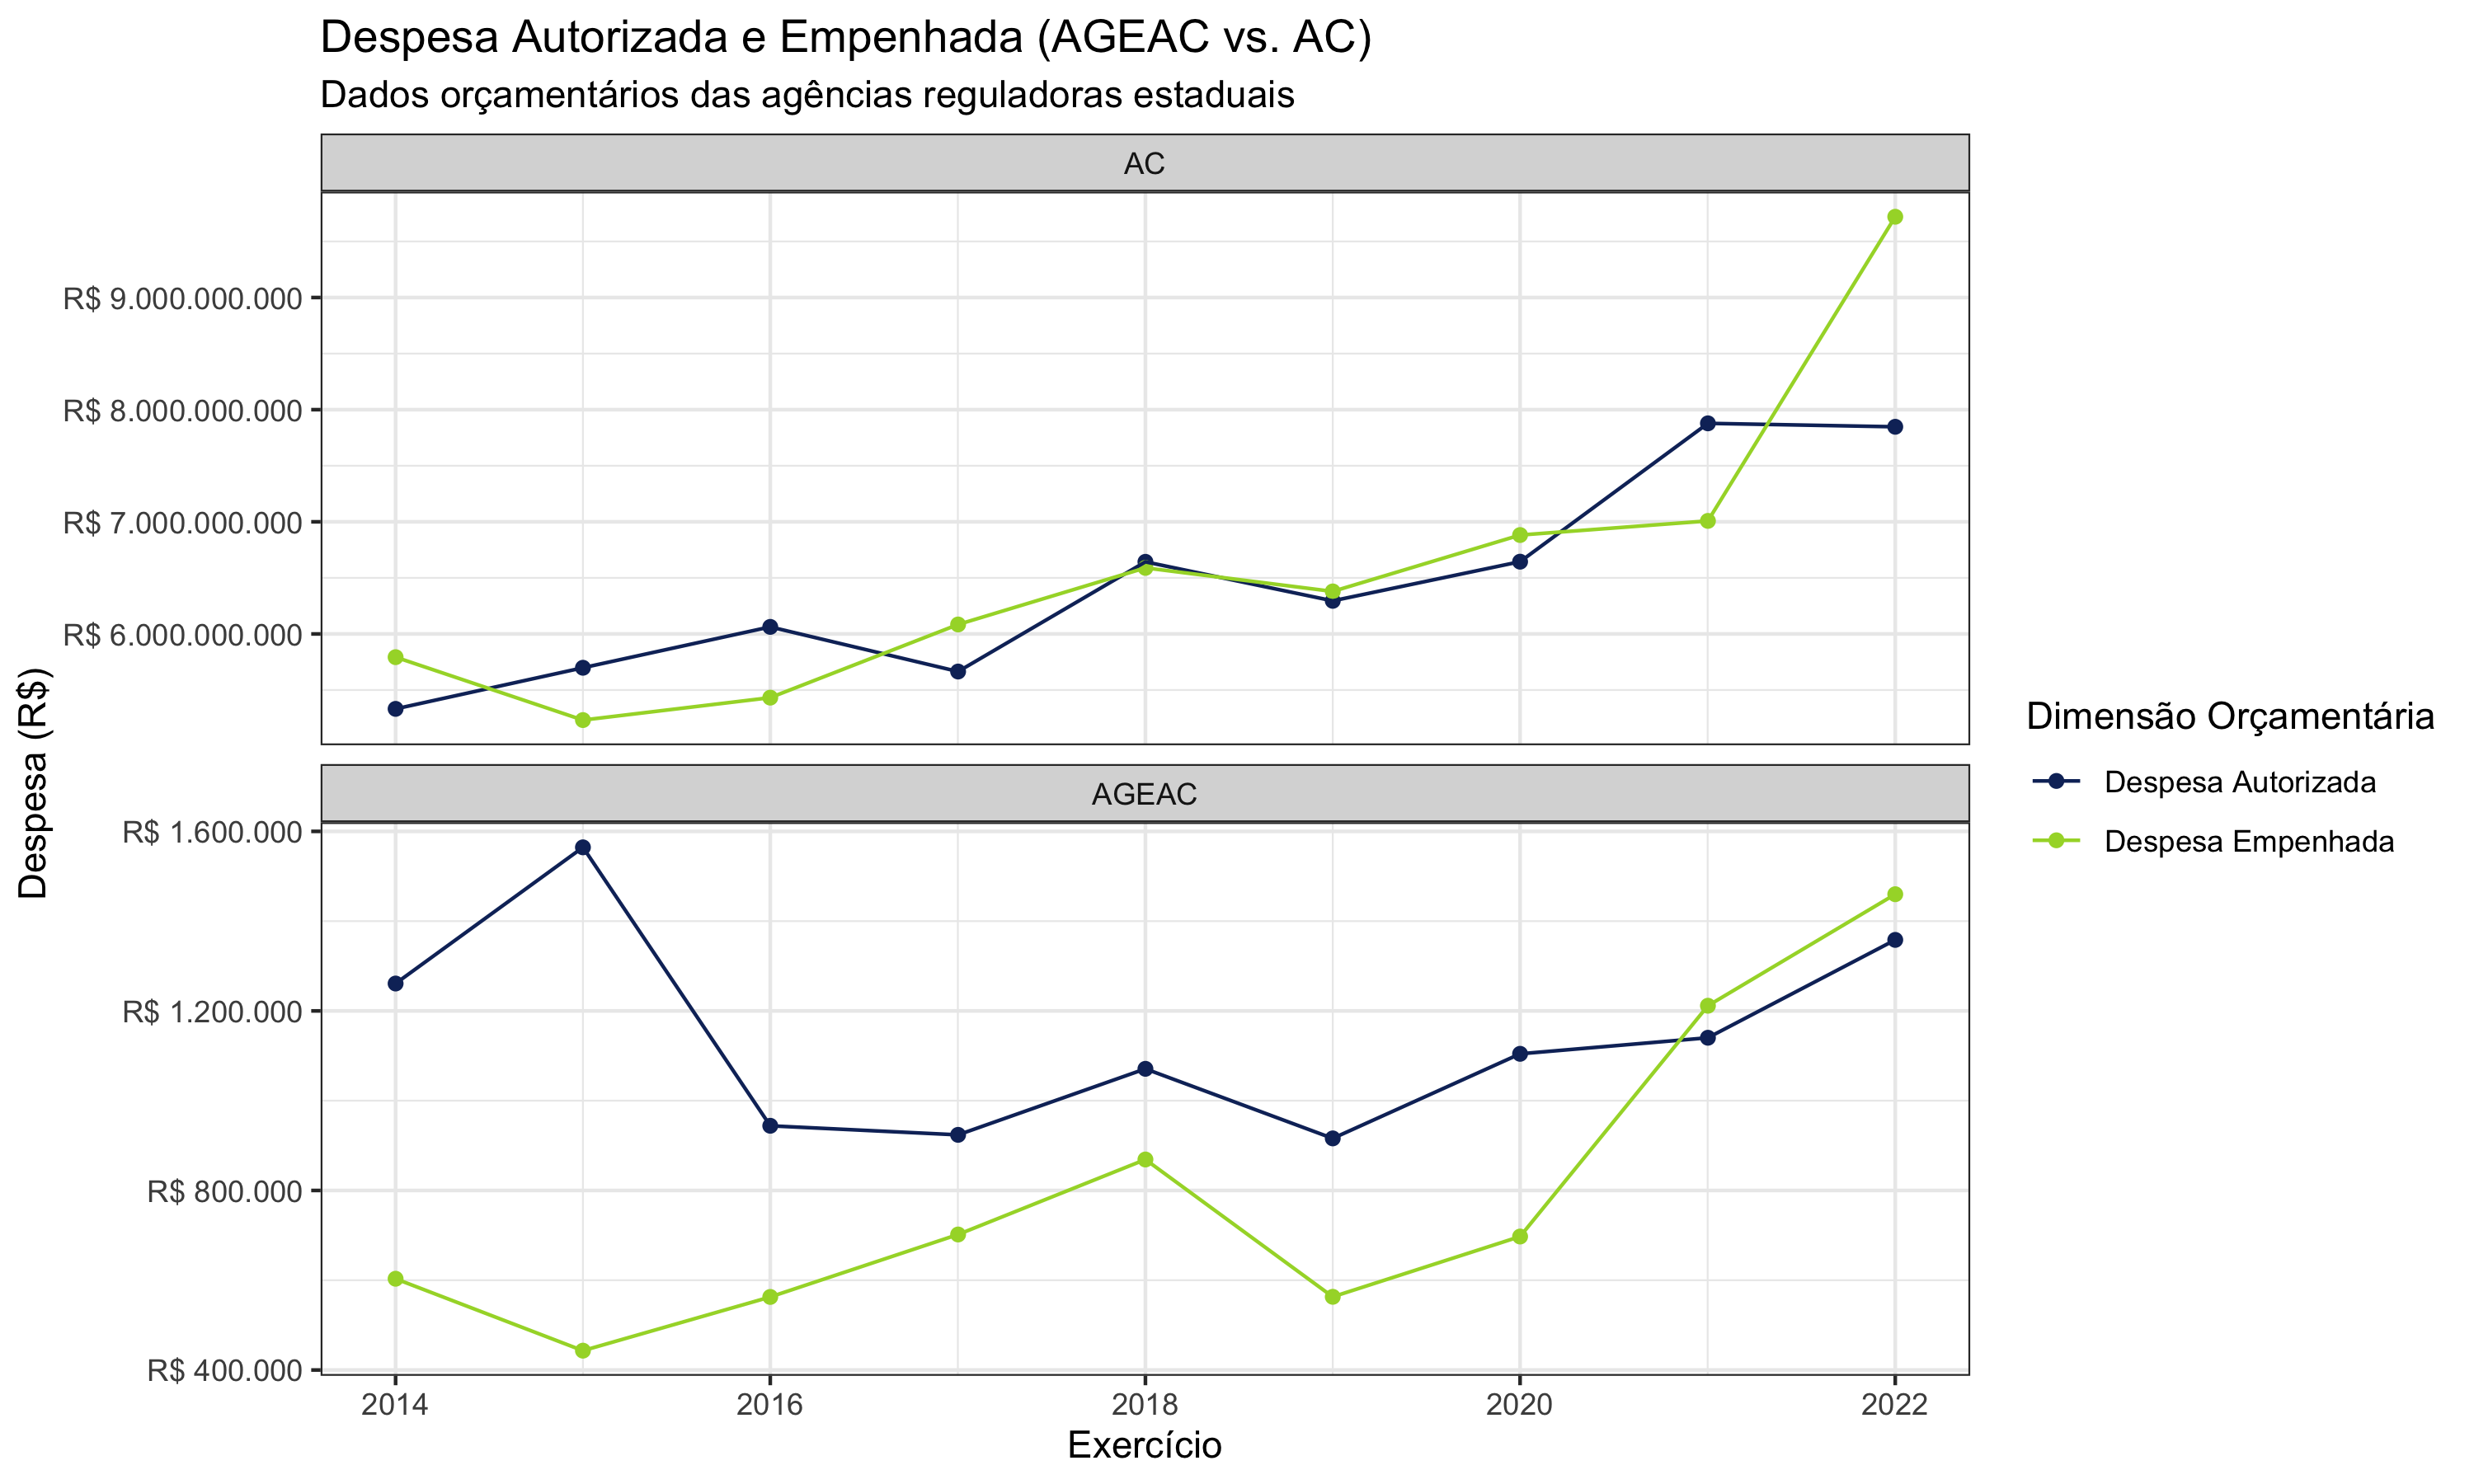 Despesa Autorizada e Empenhada (AGEAC vs. AC)
Dados orçamentários das agências reguladoras estaduais
AC
R$ 9.000.000.000
R$ 8.000.000.000
R$ 7.000.000.000
R$ 6.000.000.000
Despesa (R$)
AGEAC
R$ 1.600.000
R$ 1.200.000
R$ 800.000
R$ 400.000
2014
2016
2018
2020
2022
Exercício
Dimensão Orçamentária
Despesa Autorizada
Despesa Empenhada